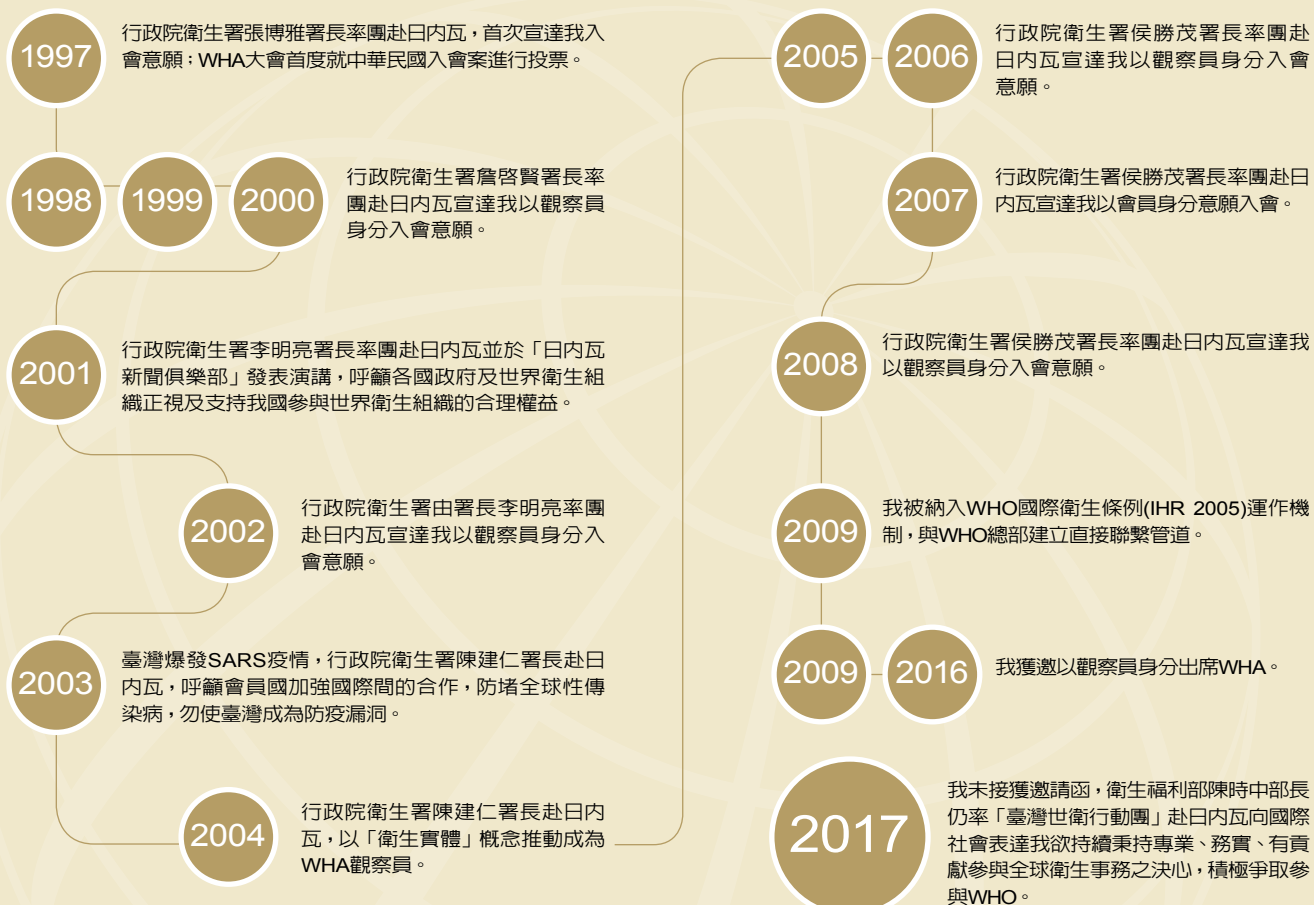 1997
行政院衛生署張博雅署長率團赴日內瓦，首次宣達我入
會意願；WHA大會首度就中華民國入會案進行投票。
1998
1999
2000
行政院衛生署詹啓賢署長率
團赴日內瓦宣達我以觀察員
身分入會意願。
2001
行政院衛生署李明亮署長率團赴日內瓦並於「日內瓦
新聞俱樂部」發表演講，呼籲各國政府及世界衛生組
織正視及支持我國參與世界衛生組織的合理權益。
2002
行政院衛生署由署長李明亮率團
赴日內瓦宣達我以觀察員身分入
會意願。
2003
臺灣爆發SARS疫情，行政院衛生署陳建仁署長赴日
內瓦，呼籲會員國加強國際間的合作，防堵全球性傳
染病，勿使臺灣成為防疫漏洞。
2004
行政院衛生署陳建仁署長赴日內
瓦，以「衛生實體」概念推動成為
WHA觀察員。
2005
2006
行政院衛生署侯勝茂署長率團赴
日內瓦宣達我以觀察員身分入會
意願。
2007
行政院衛生署侯勝茂署長率團赴日
內瓦宣達我以會員身分意願入會。
2008
行政院衛生署侯勝茂署長率團赴日內瓦宣達我
以觀察員身分入會意願。
2009
我被納入WHO國際衛生條例(IHR 2005)運作機
制，與WHO總部建立直接聯繫管道。
2009
2016
我獲邀以觀察員身分出席WHA。
2017
我未接獲邀請函，衛生福利部陳時中部長
仍率「臺灣世衛行動團」赴日內瓦向國際
社會表達我欲持續秉持專業、務實、有貢
獻參與全球衛生事務之決心，積極爭取參
與WHO。